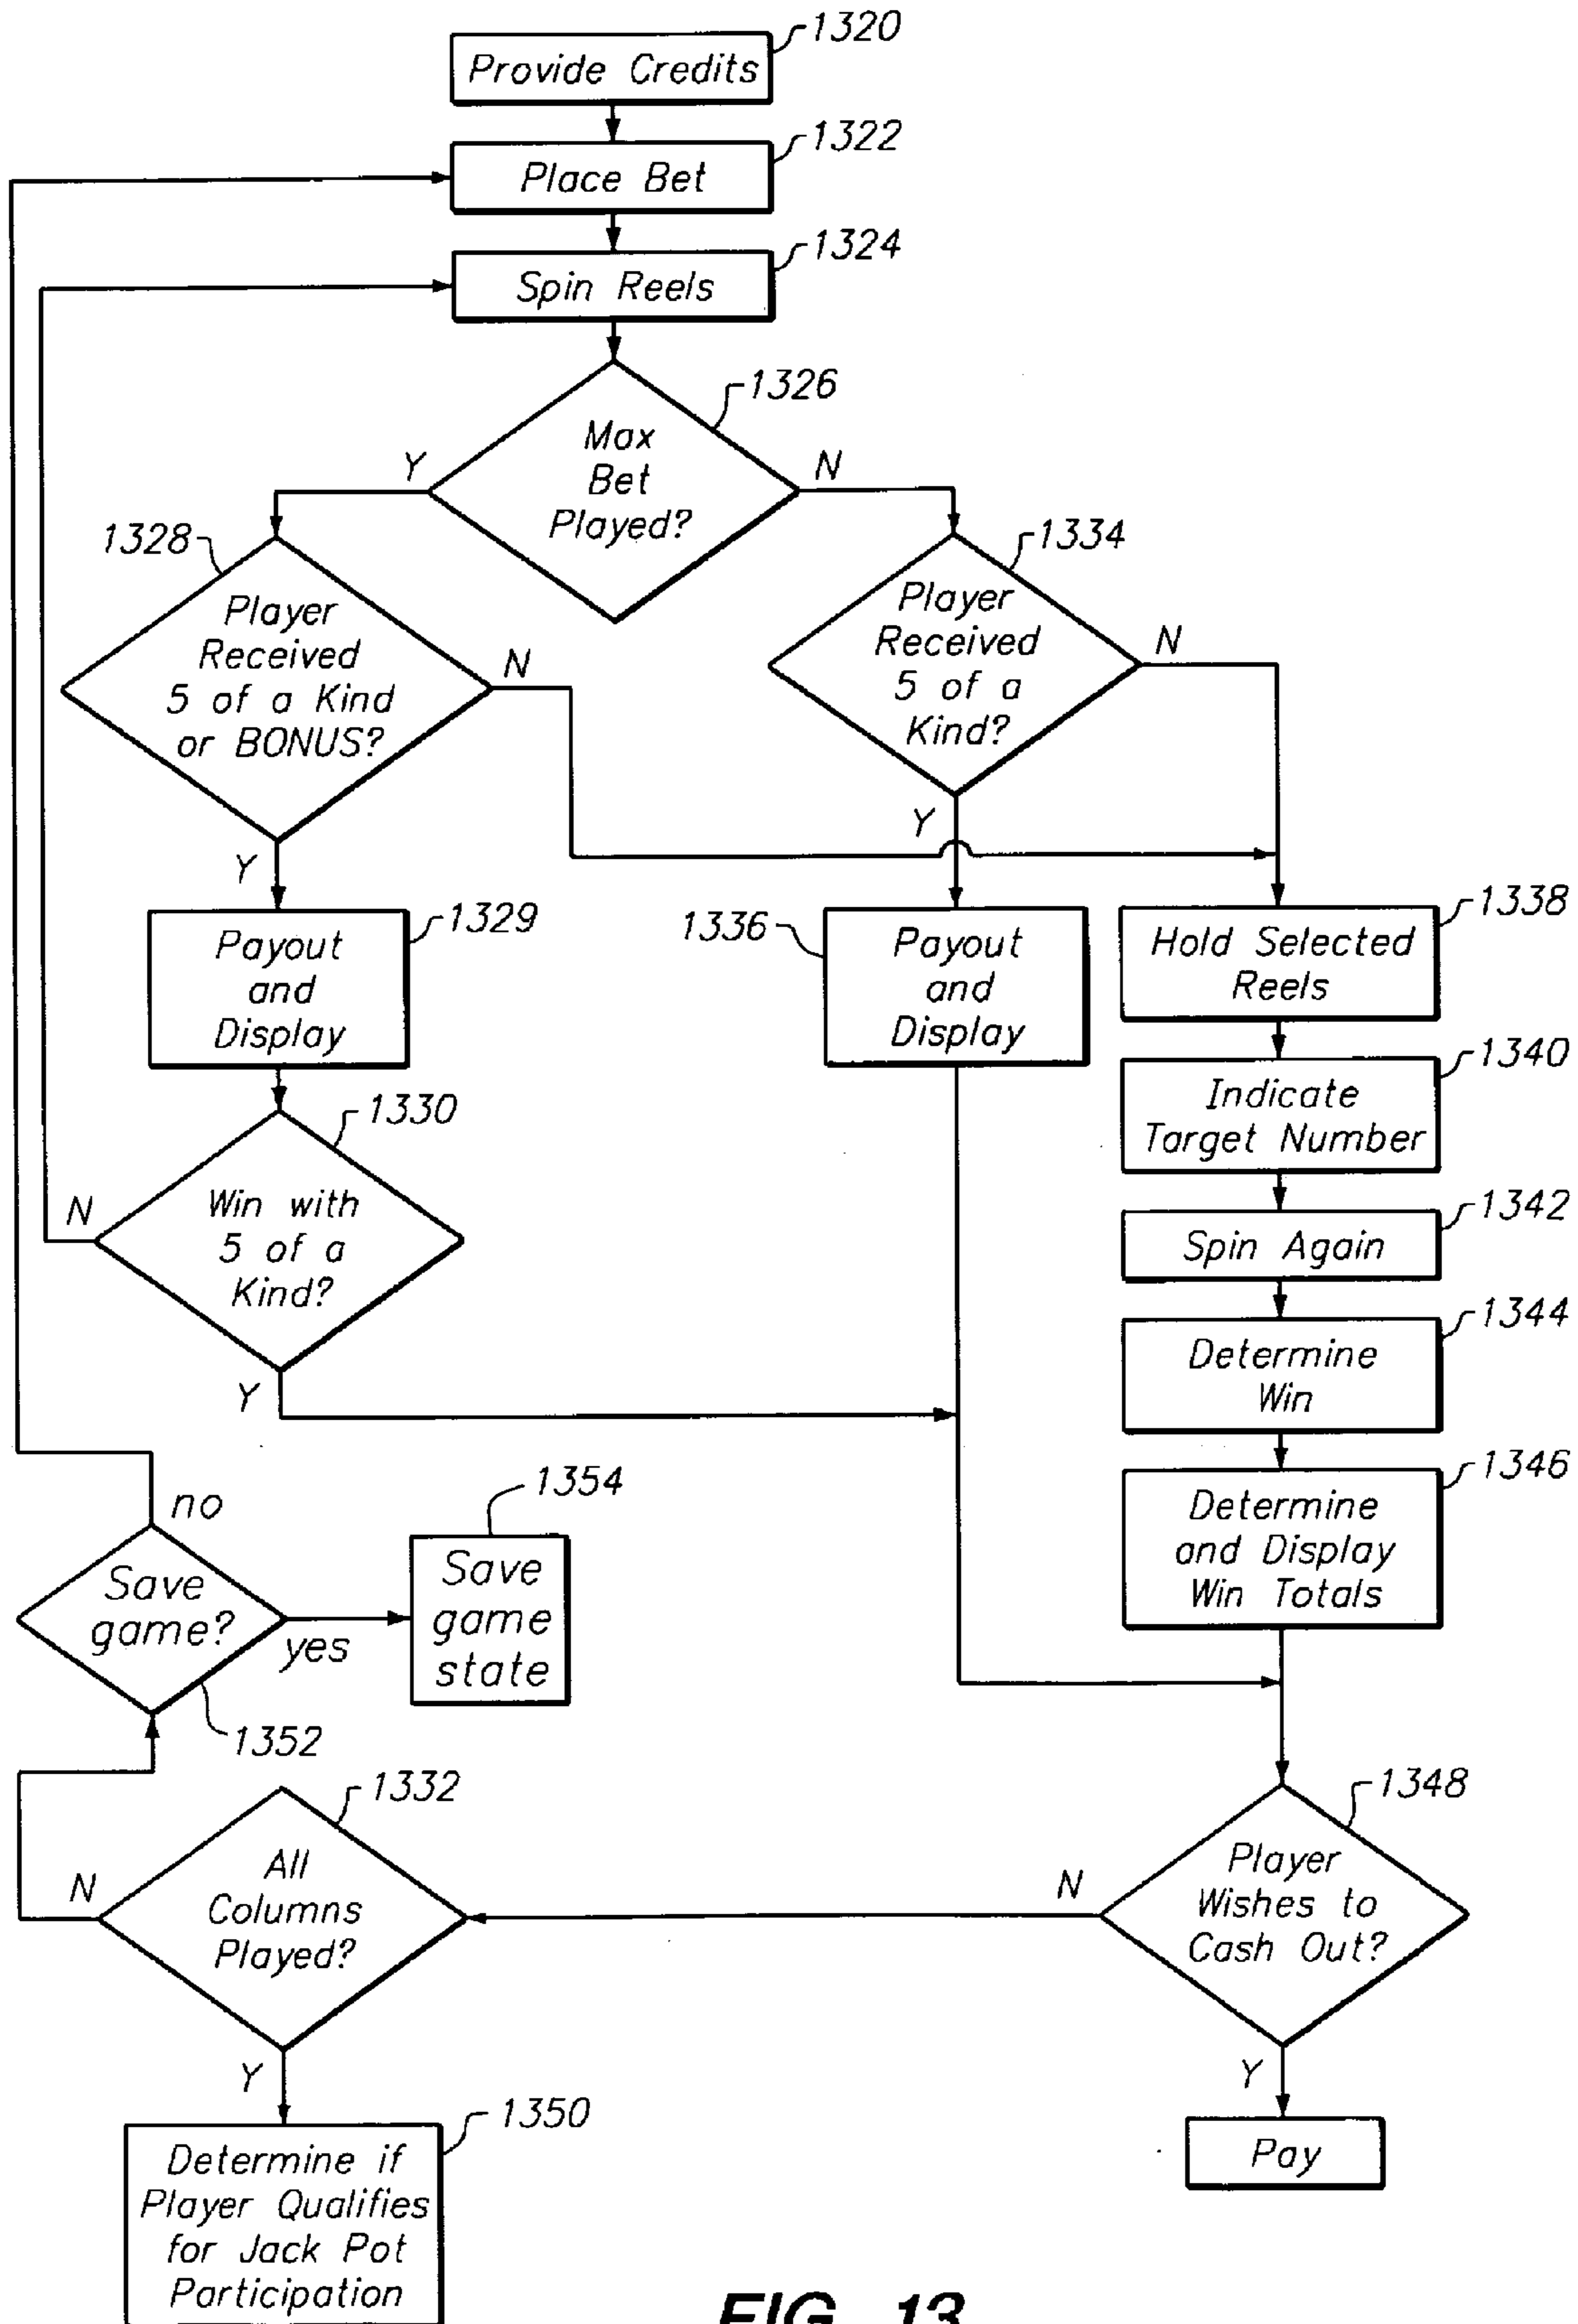 1320
Provide Credits
1322
Place Bet
1324
Spin Reels
1326
Max
Bet
Played?
Y
N
1328
Player
Received
5 of a Kind
or BONUS?
N
Y
1334
Player
Received
5 of a
Kind?
N
Y
1329
Payout
and
Display
1336
Payout
and
Display
1338
Hold Selected
Reels
1340
Indicate
Target Number
1330
Win with
5 of a
Kind?
N
Y
1342
Spin Again
1344
Determine
Win
1346
Determine
and Display
Win Totals
no
Save
game?
yes
1352
1354
Save
game
state
1332
All
Columns
Played?
N
Y
1348
Player
Wishes to
Cash Out?
N
Y
1350
Determine if
Player Qualifies
for Jack Pot
Participation
Pay
FIG. 13